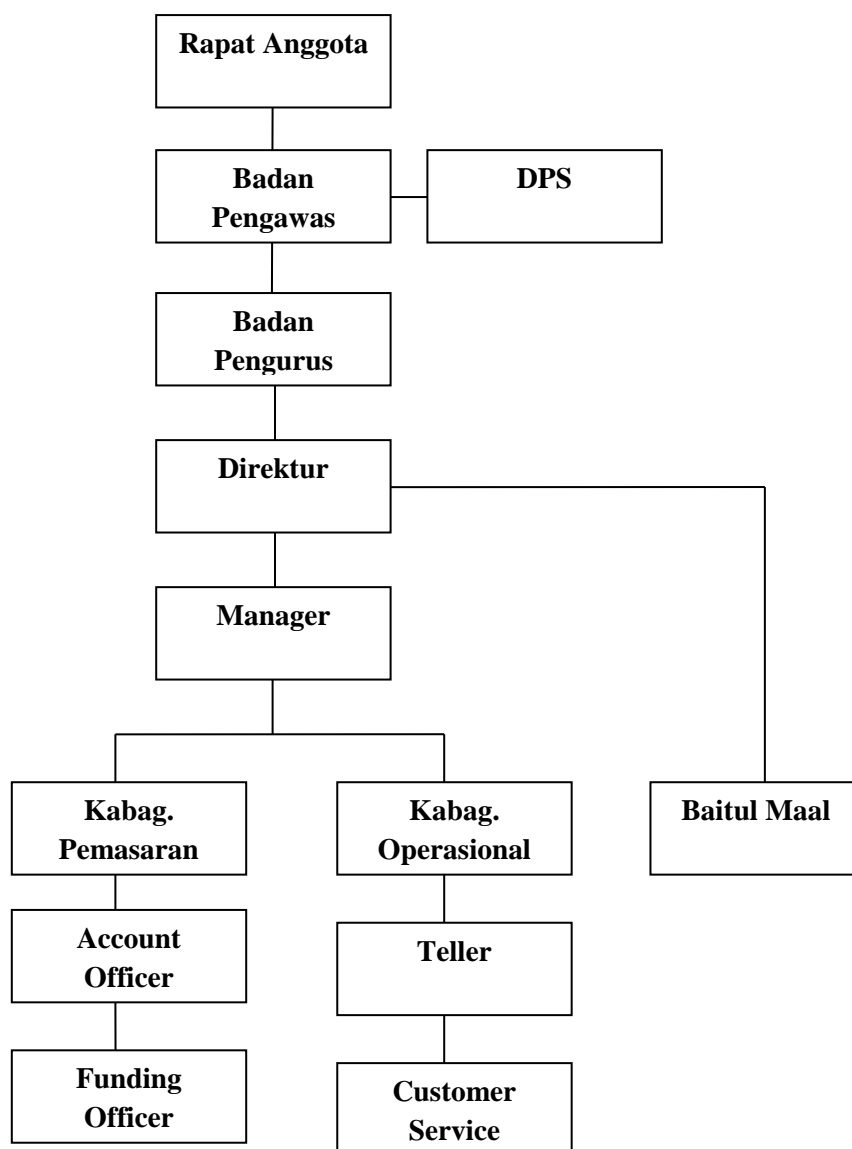 Rapat Anggota
Badan
Pengawas
DPS
Badan
Pengurus
Direktur
Manager
Kabag.
Pemasaran
Kabag.
Operasional
Baitul Maal
Account
Officer
Teller
Funding
Officer
Customer
Service